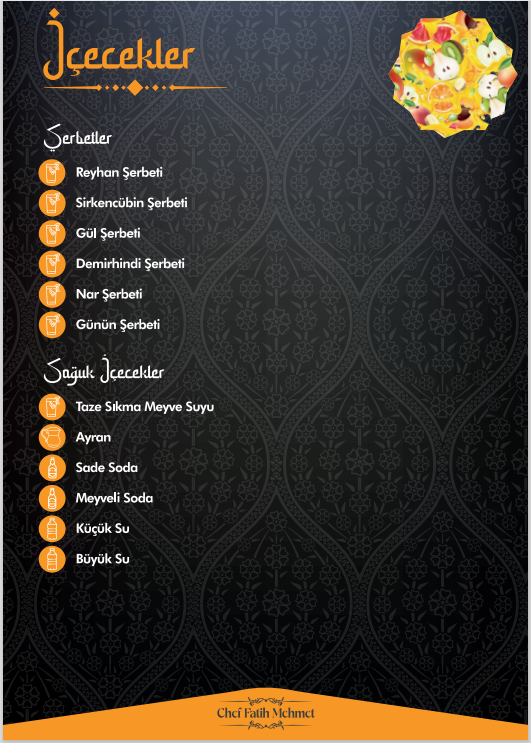 İçecekler
Şerbetler
Reyhan Şerbeti
Sirkencübin Şerbeti
Gül Şerbeti
Demirhindi Şerbeti
Nar Şerbeti
Günün Şerbeti
Soğuk İçecekler
Taze Sıkma Meyve Suyu
Ayran
Sade Soda
Meyveli Soda
Küçük Su
Büyük Su
Chef Fatih Mehmet